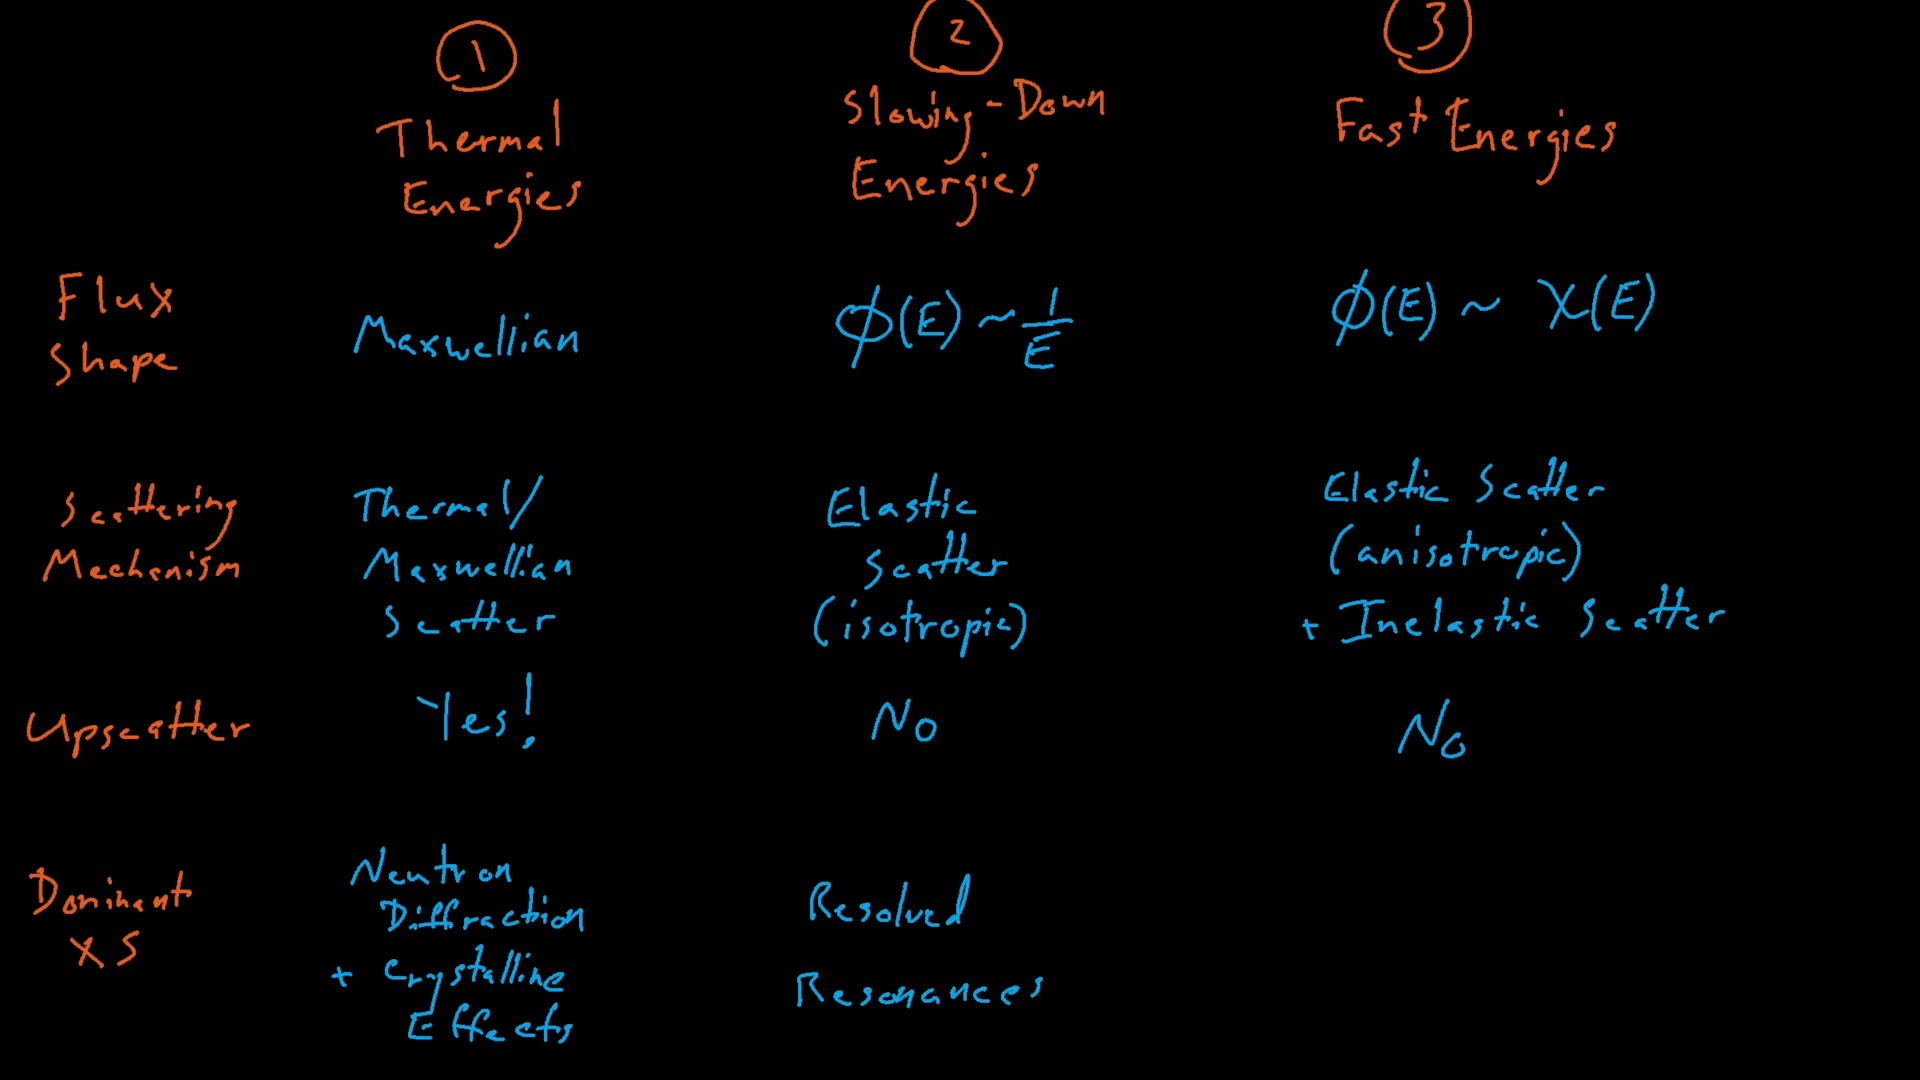 1
Thermal
Energies
2
Slowing-Down
Energies
3
Fast Energies
Flux
Shape
Maxwellian
ϕ(E) ~ 1/E
ϕ(E) ~ χ(E)
Scattering
Mechanism
Thermal/
Maxwellian
Scatter
Elastic
Scatter
(isotropic)
Elastic Scatter
(anisotropic)
+ Inelastic Scatter
Upscatter
Yes!
No
No
Dominant
XS
Neutron
Diffraction
+ Crystalline
Effects
Resolved
Resonances